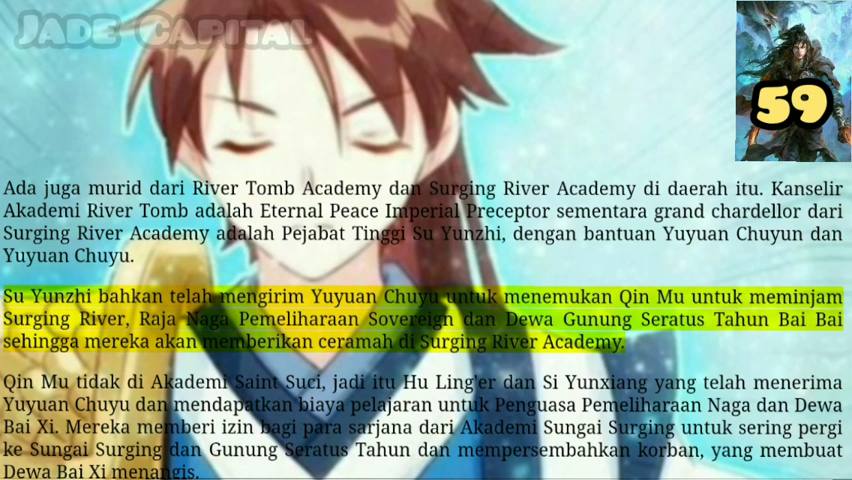 Jade Capital
59
Ada juga murid dari River Tomb Academy dan Surging River Academy di daerah itu. Kanselir
Akademi River Tomb adalah Eternal Peace Imperial Preceptor sementara grand chardellor dari
Surging River Academy adalah Pejabat Tinggi Su Yunzhi, dengan bantuan Yuyuan Chuyun dan
Yuyuan Chuyu.
Su Yunzhi bahkan telah mengirim Yuyuan Chuyu untuk menemukan Qin Mu untuk meminjam
Surging River, Raja Naga Pemeliharaan Sovereign dan Dewa Gunung Seratus Tahun Bai Bai
sehingga mereka akan memberikan ceramah di Surging River Academy.
Qin Mu tidak di Akademi Saint Suci, jadi itu Hu Ling'er dan Si Yunxiang yang telah menerima
Yuyuan Chuyu dan mendapatkan biaya pelajaran untuk Penguasa Pemeliharaan Naga dan Dewa
Bai Xi. Mereka memberi izin bagi para sarjana dari Akademi Sungai Surging untuk sering pergi
ke Sungai Surging dan Gunung Seratus Tahun dan mempersembahkan korban, yang membuat
Dewa Bai Xi menangis.